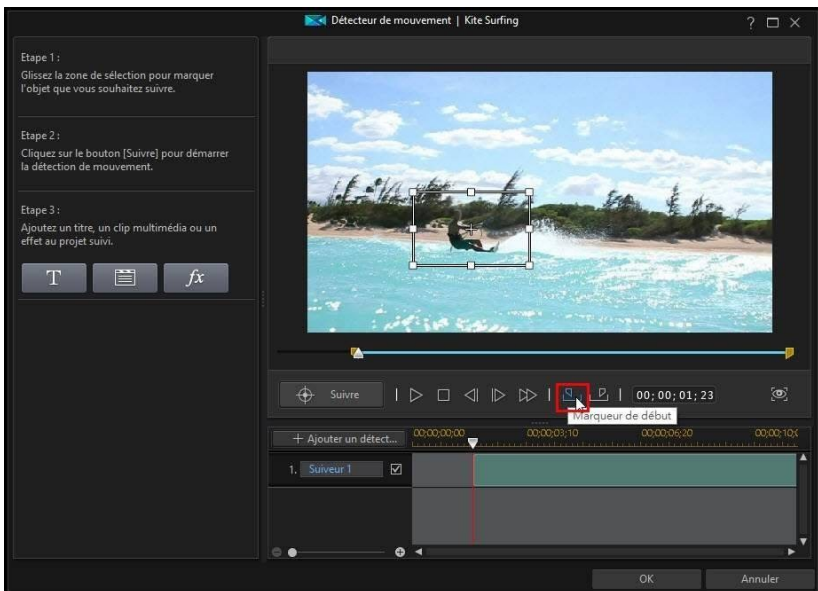 Détecteur de mouvement | Kite Surfing
?
Etape 1 :
Glissez la zone de sélection pour marquer
l'objet que vous souhaitez suivre.
Etape 2 :
Cliquez sur le bouton [Suivre] pour démarrer
la détection de mouvement.
Etape 3 :
Ajoutez un titre, un clip multimédia ou un
effet au projet suivi.
T
fx
Suivre
00; 00; 01; 23
Marqueur de début
+ Ajouter un détect...
00;00;00;00
00;00;03;10
00;00;06;20
1. Suiveur 1
OK
Annuler